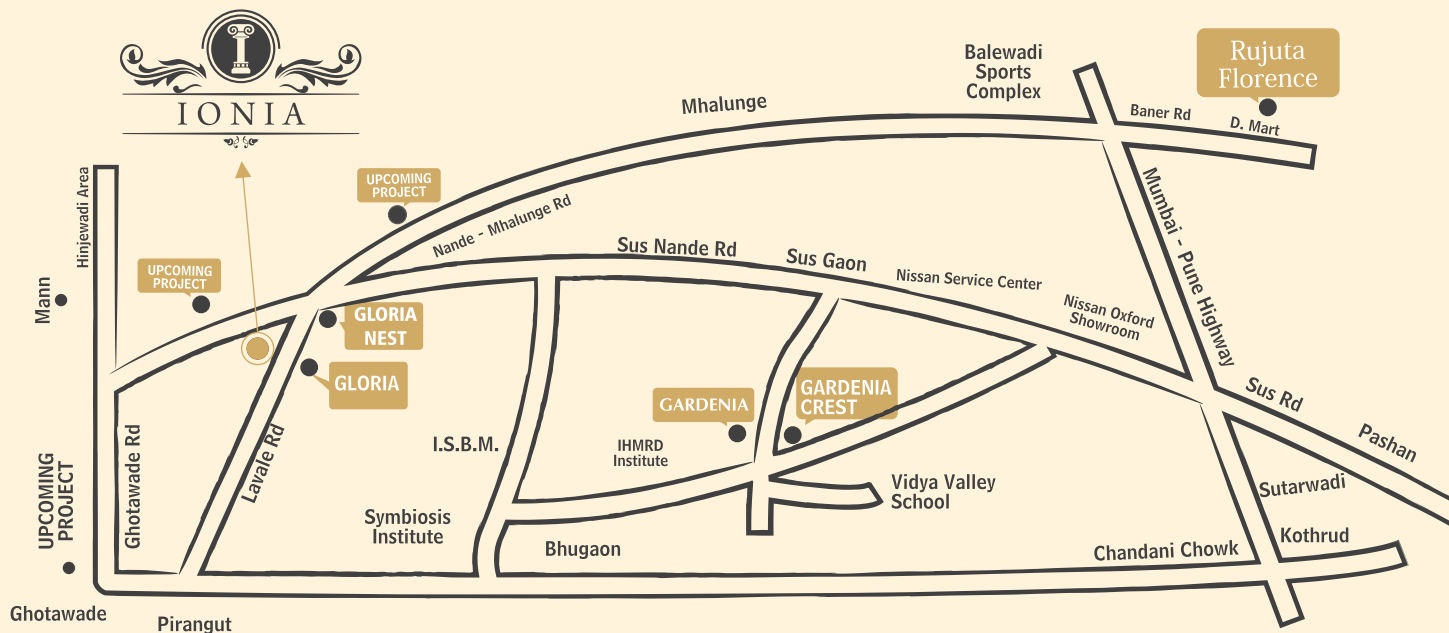 I
IONIA
Rujuta
Florence
Balewadi
Sports
Complex
Mhalunge
Baner Rd
D. Mart
Hinjewadi Area
UPCOMING
PROJECT
Nande - Mhalunge Rd
Mumbai - Pune Highway
Sus Nande Rd
Sus Gaon
Nissan Service Center
UPCOMING
PROJECT
Mann
Nissan Oxford
Showroom
GLORIA
NEST
GLORIA
GARDENIA
GARDENIA
CREST
Sus Rd
Pashan
Ghotawade Rd
Lavale Rd
I.S.B.M.
IHMRD
Institute
Vidya Valley
School
Sutarwadi
UPCOMING
PROJECT
Symbiosis
Institute
Bhugaon
Chandani Chowk
Kothrud
Ghotawade
Pirangut